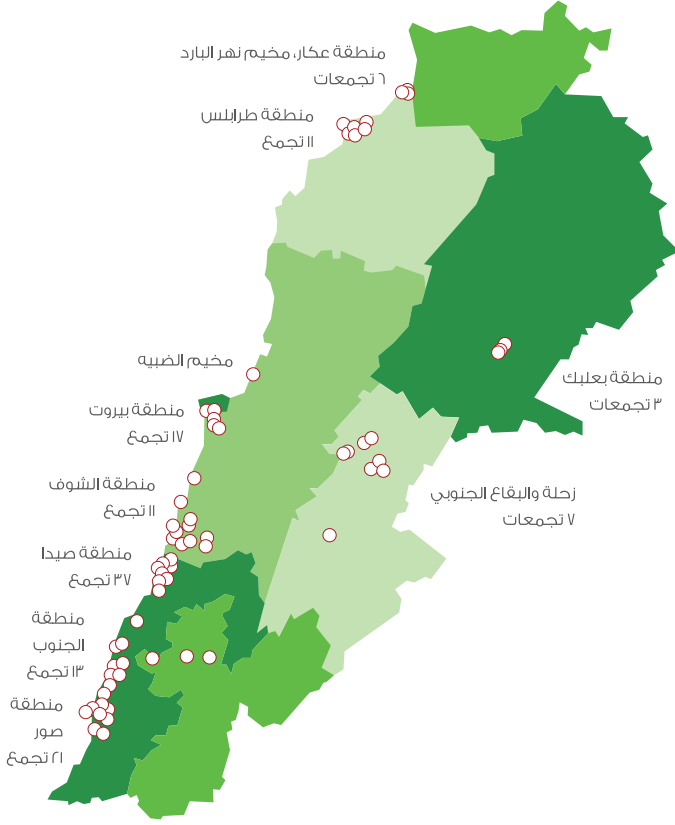 منطقة عكار، مخيم نهر البارد
٦ تجمعات
منطقة طرابلس
١١ تجمع
مخيم الضبيه
منطقة بيروت
١٧ تجمع
منطقة بعلبك
٣ تجمعات
منطقة الشوف
١١ تجمع
زحلة والبقاع الجنوبي
٧ تجمعات
منطقة صيدا
٣٧ تجمع
منطقة
الجنوب
١٣ تجمع
منطقة
صور
٢١ تجمع